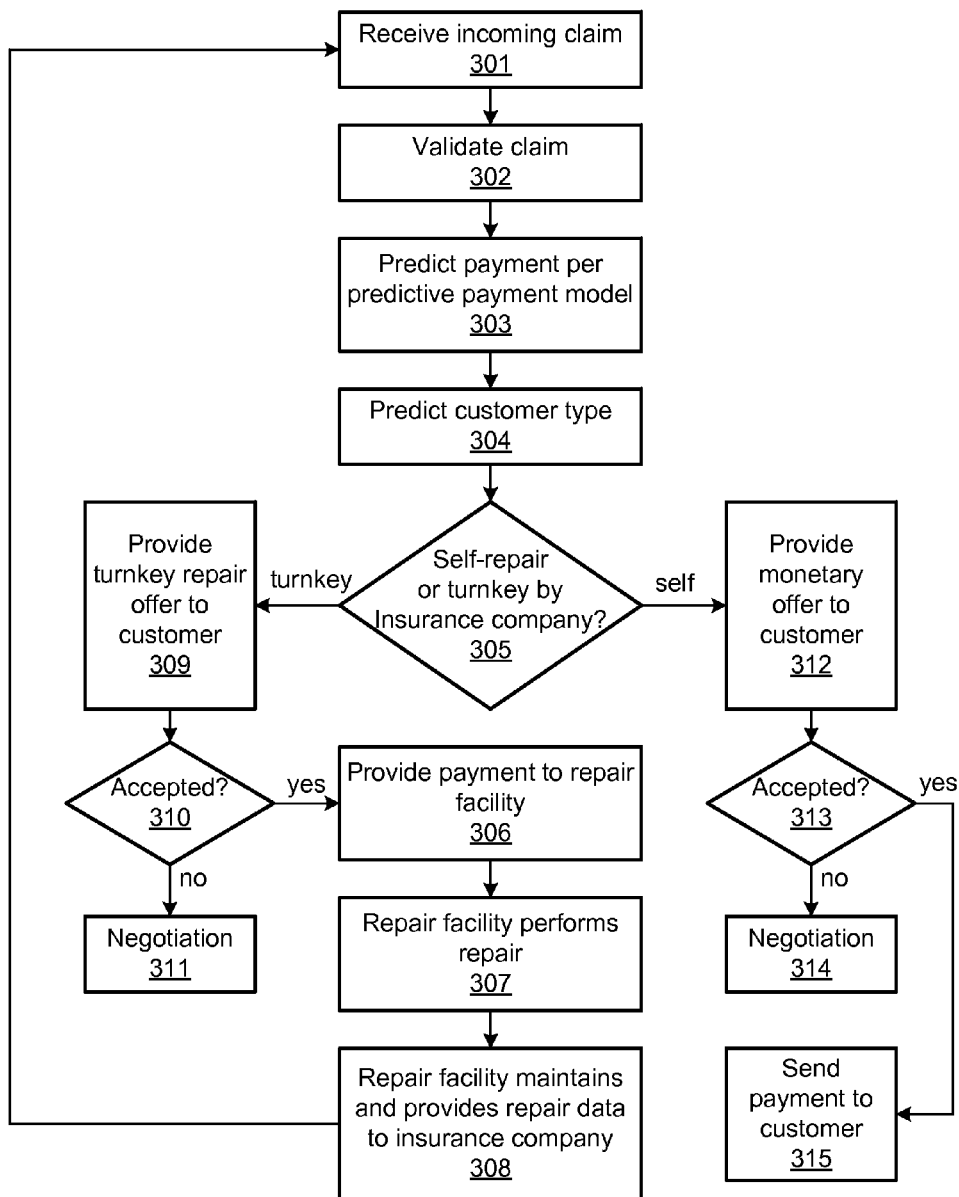 Receive incoming claim
301
Validate claim
302
Predict payment per
predictive payment model
303
Predict customer type
304
Self-repair
or turnkey by
Insurance company?
305
turnkey
self
Provide
turnkey repair
offer to
customer
309
Provide
monetary
offer to
customer
312
Accepted?
310
yes
no
Negotiation
311
Provide payment to repair
facility
306
Repair facility performs
repair
307
Repair facility maintains
and provides repair data
to insurance company
308
Accepted?
313
yes
no
Negotiation
314
Send
payment to
customer
315